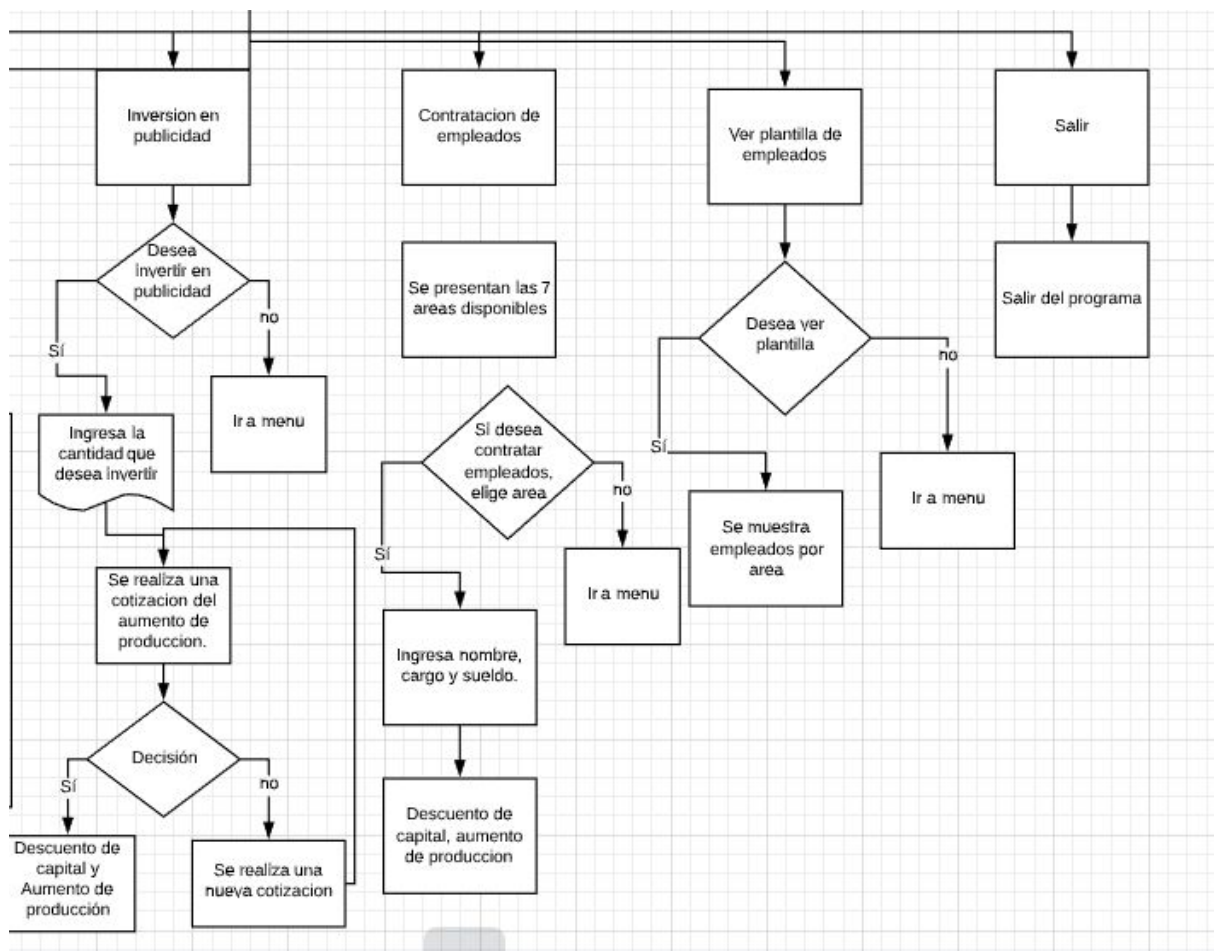 Inversion en
publicidad
Contratacion de
empleados
Ver plantilla de
empleados
Salir
Desea
invertir en
publicidad
Sí
no
Ir a menu
Ingresa la
cantidad que
desea invertir
Se realiza una
cotizacion del
aumento de
produccion.
Decisión
Sí
no
Descuento de
capital y
Aumento de
producción
Se realiza una
nueva cotizacion
Se presentan las 7
areas disponibles
Sí desea
contratar
empleados,
elige area
Sí
no
Ir a menu
Ingresa nombre,
cargo y sueldo.
Descuento de
capital, aumento
de produccion
Desea ver
plantilla
Sí
no
Se muestra
empleados por
area
Ir a menu
Salir del programa